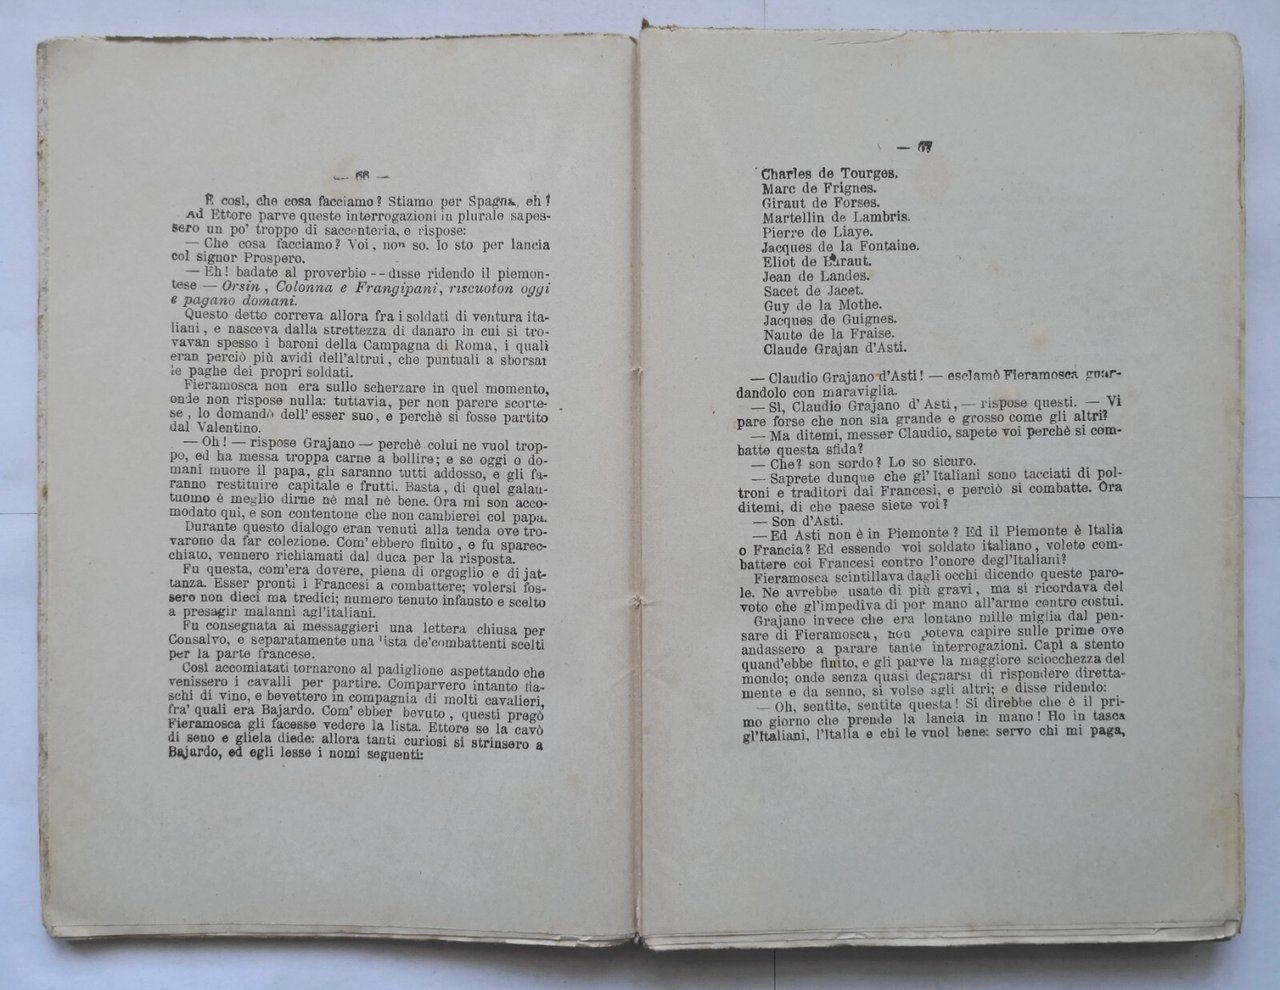 — 66 —
E così, che cosa facciamo? Stiamo per Spagna, eh?
Ad Ettore parve queste interrogazioni in plurale sapes-
sero un po' troppo di saccenteria, e rispose:
— Che cosa facciamo? Voi, non so. Io sto per lancia
col signor Prospero.
— Eh! badate al proverbio -- disse ridendo il piemon-
tese — Orsin, Colonna e Frangipani, riscuoton oggi
e pagano domani.
Questo detto correva allora fra i soldati di ventura ita-
liani, e nasceva dalla strettezza di danaro in cui si tro-
vavan spesso i baroni della Campagna di Roma, i quali
eran perciò più avidi dell'altrui, che puntuali a sborsar
le paghe dei propri soldati.
Fieramosca non era sullo scherzare in quel momento,
onde non rispose nulla: tuttavia, per non parere scorte-
se, lo domandò dell'esser suo, e perchè si fosse partito
dal Valentino.
— Oh! — rispose Grajano — perchè colui ne vuol trop-
po, ed ha messa troppa carne a bollire; e se oggi o do-
mani muore il papa, gli saranno tutti addosso, e gli fa-
ranno restituire capitale e frutti. Basta, di quel galan-
tuomo è meglio dirne nè mal nè bene. Ora mi son acco-
modato qui, e son contentone che non cambierei col papa.
Durante questo dialogo eran venuti alla tenda ove tro-
varono da far colezione. Com'ebbero finito, e fu sparec-
chiato, vennero richiamati dal duca per la risposta.
Fu questa, com'era dovere, piena di orgoglio e di jat-
tanza. Esser pronti i Francesi a combattere; volersi fos-
sero non dieci ma tredici; numero tenuto infausto e scelto
a presagir malanni agl'italiani.
Fu consegnata ai messaggieri una lettera chiusa per
Consalvo, e separatamente una lista de'combattenti scelti
per la parte francese.
Così accomiatati tornarono al padiglione aspettando che
venissero i cavalli per partire. Comparvero intanto fia-
schi di vino, e bevettero in compagnia di molti cavalieri,
fra' quali era Bajardo. Com'ebber bevuto, questi pregò
Fieramosca gli facesse vedere la lista. Ettore se la cavò
di seno e gliela diede: allora tanti curiosi si strinsero a
Bajardo, ed egli lesse i nomi seguenti:
— 67
Charles de Tourges.
Marc de Frignes.
Giraut de Forses.
Martellin de Lambris.
Pierre de Liaye.
Jacques de la Fontaine.
Eliot de Baraut.
Jean de Landes.
Sacet de Jacet.
Guy de la Mothe.
Jacques de Guignes.
Naute de la Fraise.
Claude Grajan d'Asti.
— Claudio Grajano d'Asti! — esclamò Fieramosca guar-
dandolo con maraviglia.
— Sì, Claudio Grajano d'Asti, — rispose questi. — Vi
pare forse che non sia grande e grosso come gli altri?
— Ma ditemi, messer Claudio, sapete voi perchè si com-
batte questa sfida?
— Che? son sordo? Lo so sicuro.
— Saprete dunque che gl'Italiani sono tacciati di pol-
troni e traditori dai Francesi, e perciò si combatte. Ora
ditemi, di che paese siete voi?
— Son d'Asti.
— Ed Asti non è in Piemonte? Ed il Piemonte è Italia
o Francia? Ed essendo voi soldato italiano, volete com-
battere coi Francesi contro l'onore degl'Italiani?
Fieramosca scintillava dagli occhi dicendo queste paro-
le. Ne avrebbe usate di più gravi, ma si ricordava del
voto che gl'impediva di por mano all'arme contro costui.
Grajano invece che era lontano mille miglia dal pen-
sare di Fieramosca, non poteva capire sulle prime ove
andassero a parare tante interrogazioni. Capì a stento
quand'ebbe finito, e gli parve la maggiore sciocchezza del
mondo; onde senza quasi degnarsi di rispondere diretta-
mente e da senno, si volse agli altri; e disse ridendo:
— Oh, sentite, sentite questa! Si direbbe che è il pri-
mo giorno che prende la lancia in mano! Ho in tasca
gl'Italiani, l'Italia e chi le vuol bene: servo chi mi paga,